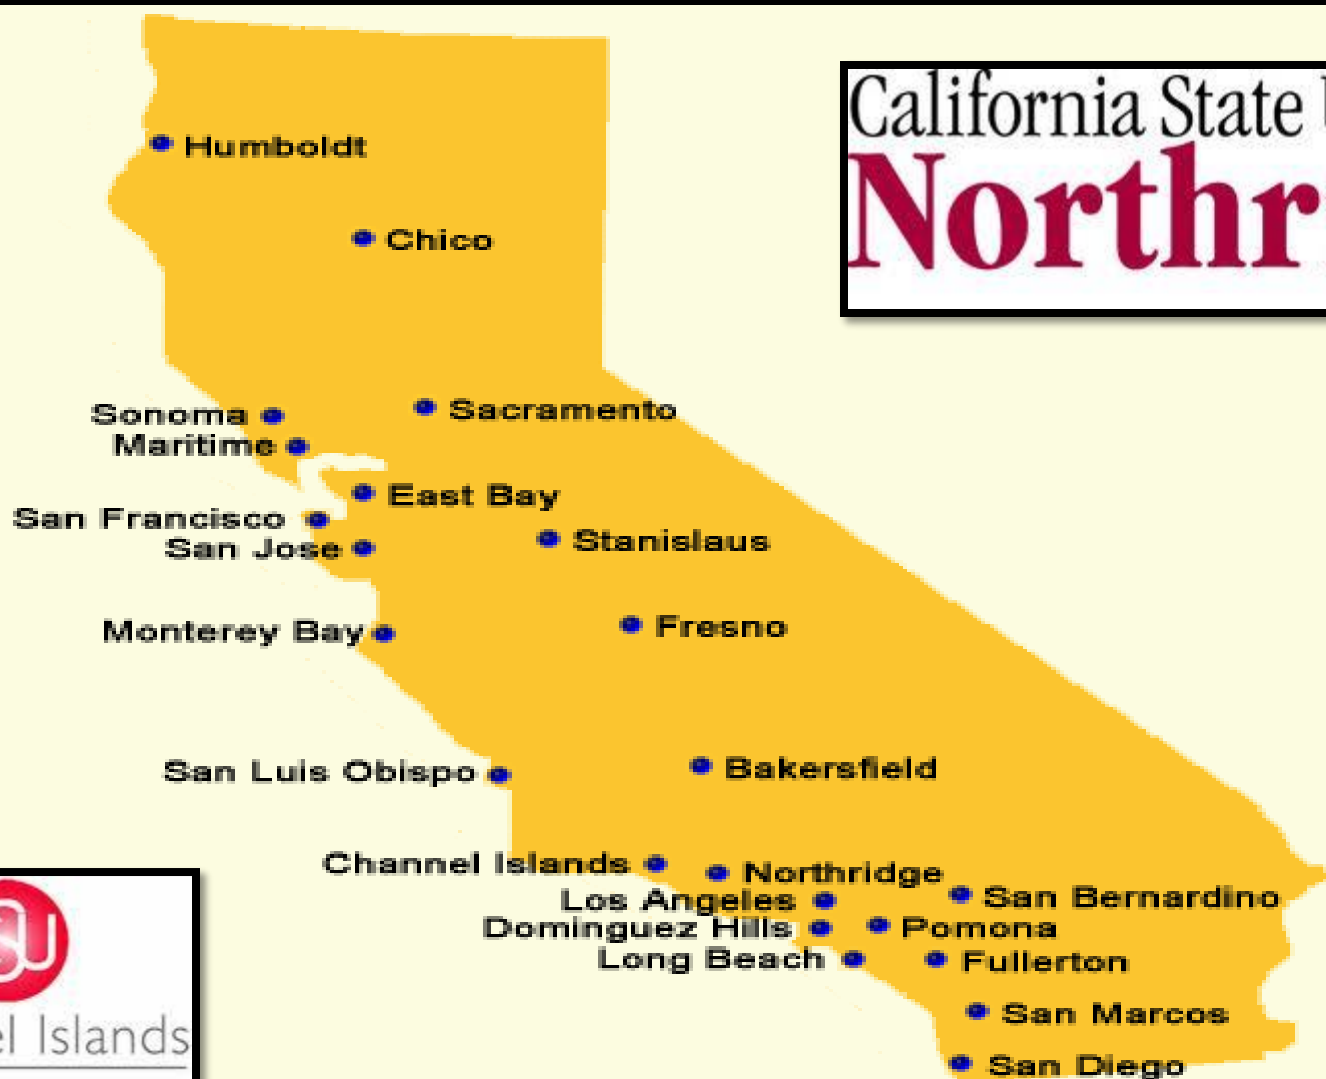 California State
Northr
Humboldt
Chico
Sonoma
Sacramento
Maritime
East Bay
San Francisco
San Jose
Stanislaus
Monterey Bay
Fresno
San Luis Obispo
Bakersfield
Channel Islands
Northridge
Los Angeles
San Bernardino
Dominguez Hills
Pomona
Long Beach
Fullerton
San Marcos
San Diego
SU
el Islands